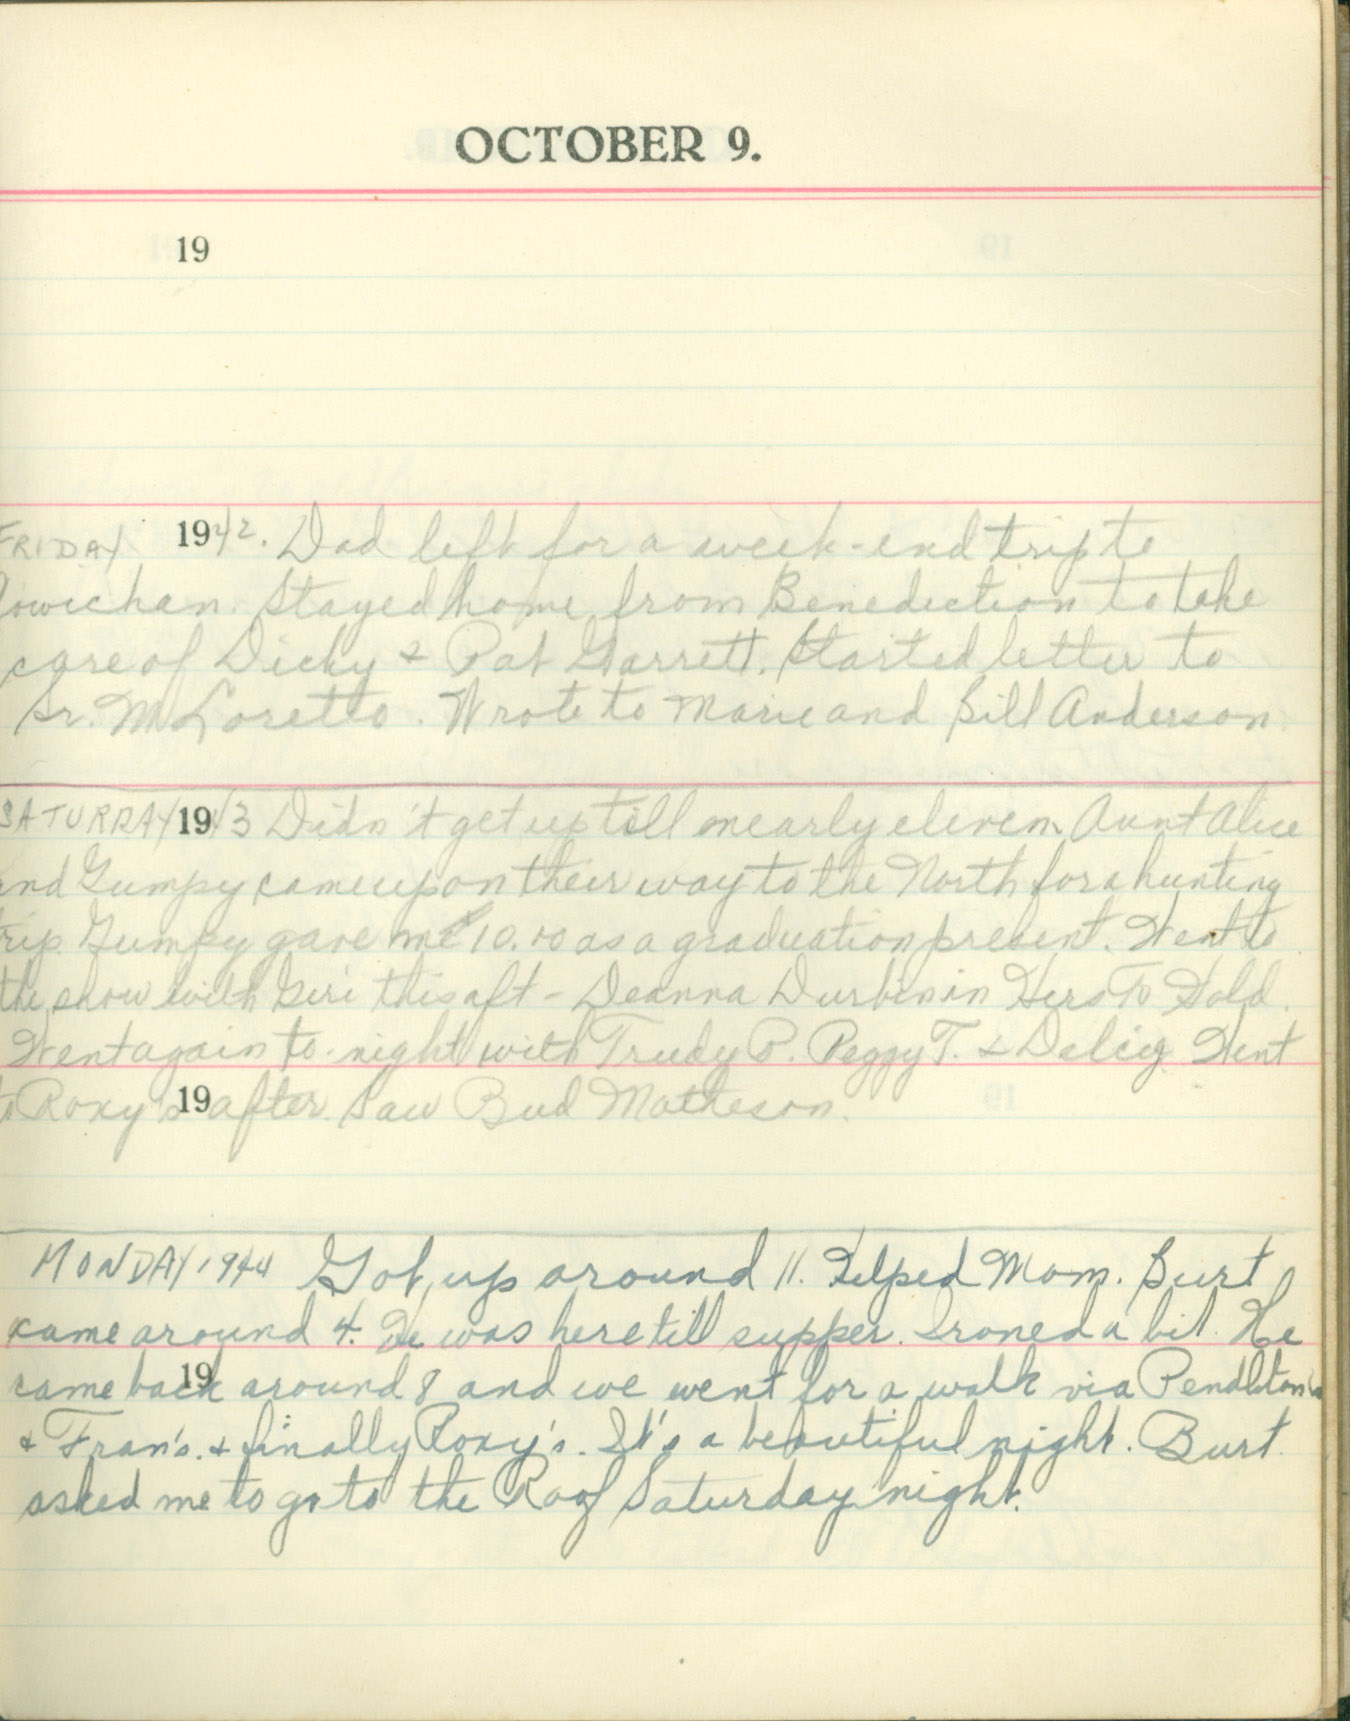 OCTOBER 9.
19
FRIDAY 1942. Dad left for a week-end trip to
Cowichan. Stayed home from Benediction to take
care of Dicky & Pat Garrett. Started letter to
Sr. M Loretto. Wrote to Marie and Bill Anderson.
SATURDAY 1943 Didn't get up till nearly eleven. Aunt Alice
and Gumpy came up on their way to the North for a hunting
trip. Gumpy gave me 10.00 as a graduation present. Went to
the show with Geri this aft - Deanna Durbin in Hers To Hold.
Went again to-night with Trudy P. Peggy T. & Went
to Roxy's after. Saw Bud Matheson.
19
MONDAY 1944 Got up around 11. Helped Mom. Burt
came around 4. He was here till supper. Ironed a bit. He
came back around 8 and we went for a walk via Pendleton's
19
& Fran's. & finally Roxy's. It's a beautiful night. Burt
asked me to go to the Roof Saturday night.